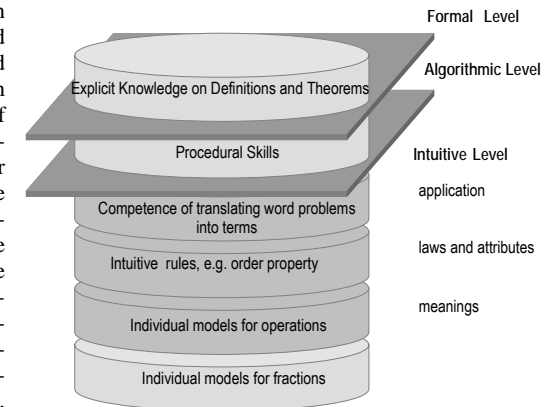 Formal Level
Explicit Knowledge on Definitions and Theorems
Algorithmic Level
Procedural Skills
Intuitive Level
Competence of translating word problems
into terms
application
Intuitive rules, e.g. order property
laws and attributes
Individual models for operations
meanings
Individual models for fractions